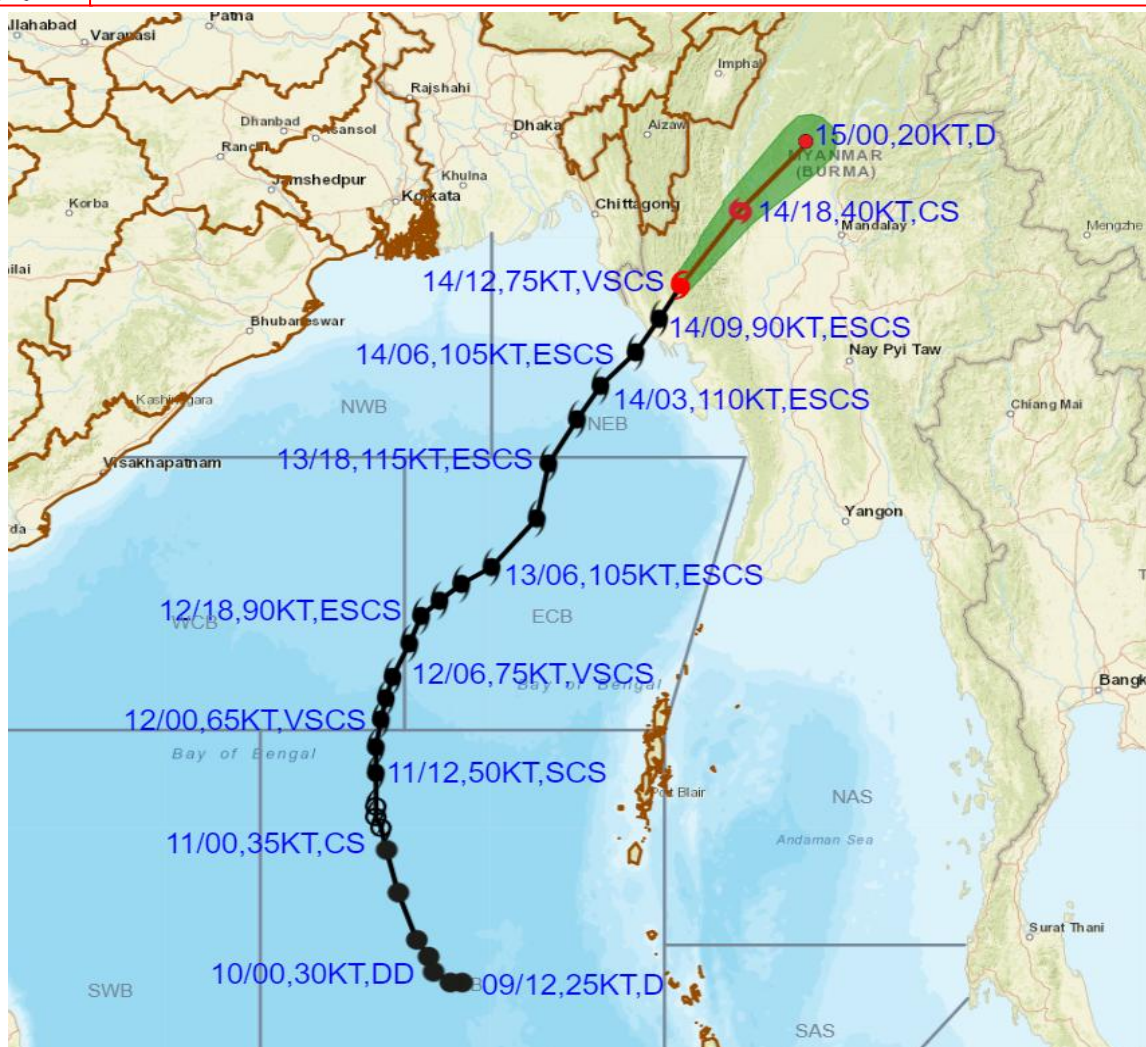 Patna
Allahabad
Varanasi
Imphal
Rajshahi
Dhanbad
Asansol
Dhaka
Aizaw
Ranchi
15/00,20KT,D
MYANMAR
(BURMA)
Jamshedpur
Khulna
Kolkata
Korba
Chittagong
14/18,40KT,CS
Mandalay
Mengzhe
ilai
14/12,75KT,VSCS
Bhubaneswar
14/09,90KT,ESCS
14/06,105KT,ESCS
Nay Pyi Taw
NWB
14/03,110KT,ESCS
Chiang Mai
NEB
13/18,115KT,ESCS
Visakhapatnam
Yangon
da
13/06,105KT,ESCS
12/18,90KT,ESCS
WCB
ECB
12/06,75KT,VSCS
Bay of Bengal
Bangk
12/00,65KT,VSCS
Bay of Bengal
11/12,50KT,SCS
Port Blair
NAS
11/00,35KT,CS
Andaman Sea
Surat Thani
10/00,30KT,DD
09/12,25KT,D
SWB
SAS